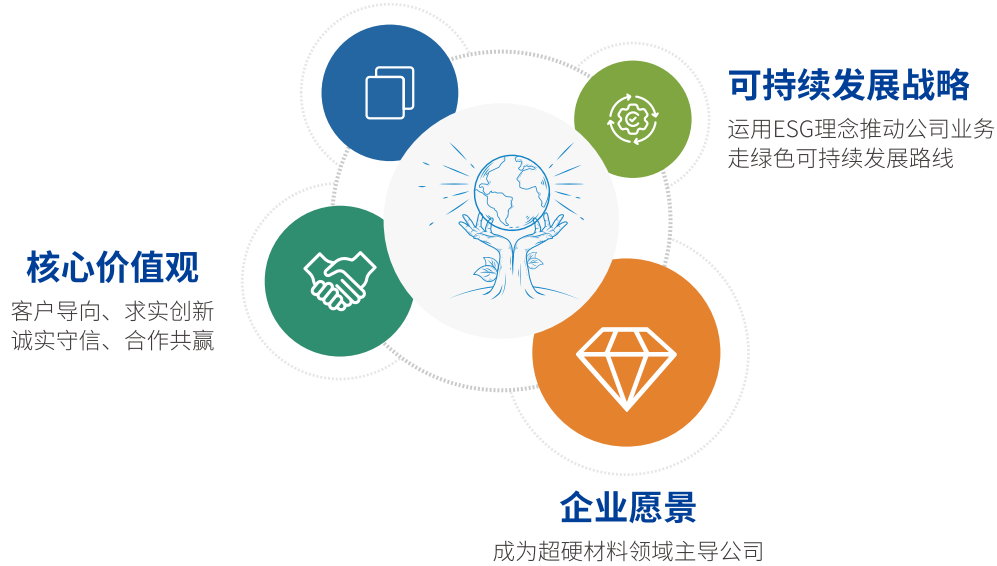 可持续发展战略
运用ESG理念推动公司业务
走绿色可持续发展路线
核心价值观
客户导向、求实创新
诚实守信、合作共赢
企业愿景
成为超硬材料领域主导公司